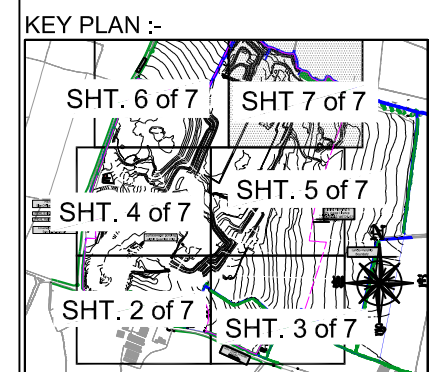 KEY PLAN :-
SHT. 6 of 7
SHT 7 of 7
SHT. 5 of 7
SHT. 4 of 7
SHT. 2 of 7
SHT. 3 of 7
N